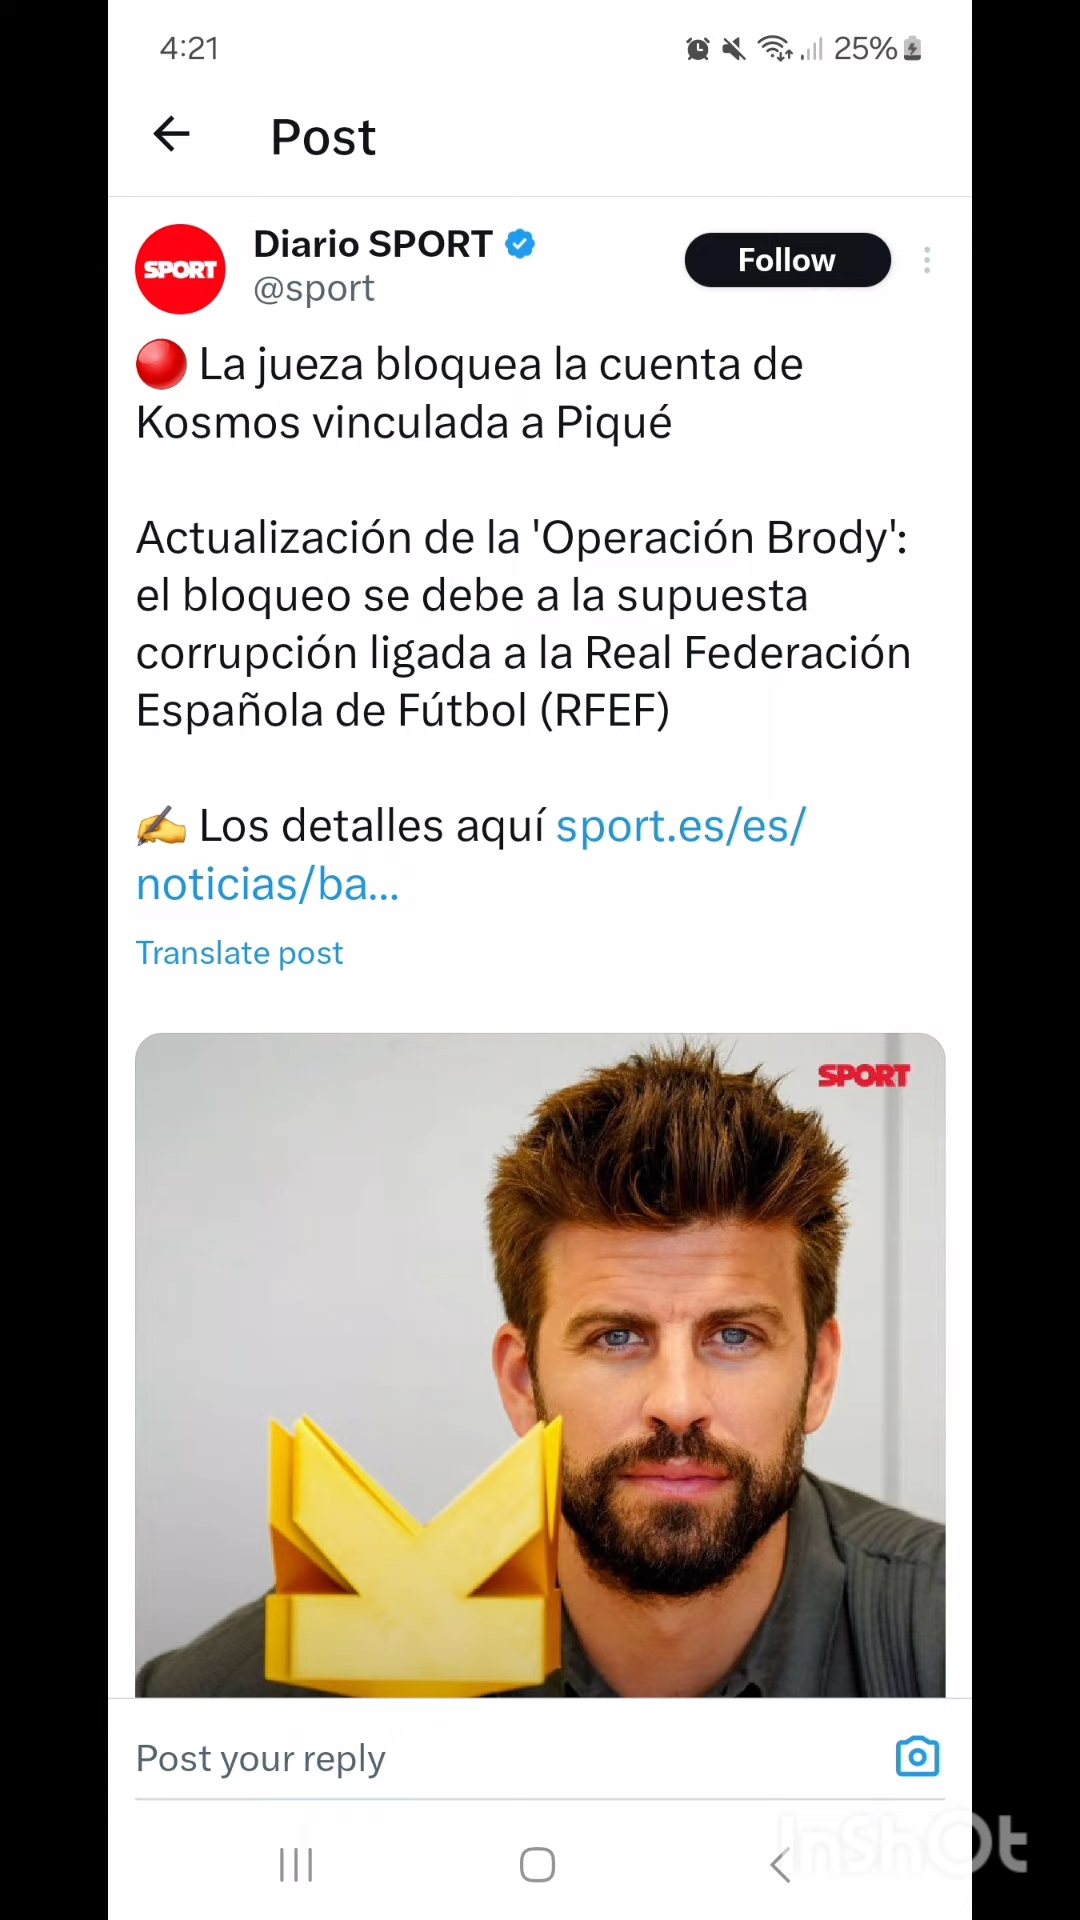 4:21
25%
Post
SPORT
Diario SPORT
Follow
@sport
La jueza bloquea la cuenta de
Kosmos vinculada a Piqué
Actualización de la 'Operación Brody':
el bloqueo se debe a la supuesta
corrupción ligada a la Real Federación
Española de Fútbol (RFEF)
Los detalles aquí sport.es/es/
noticias/ba...
Translate post
SPORT
Post your reply
InShOt